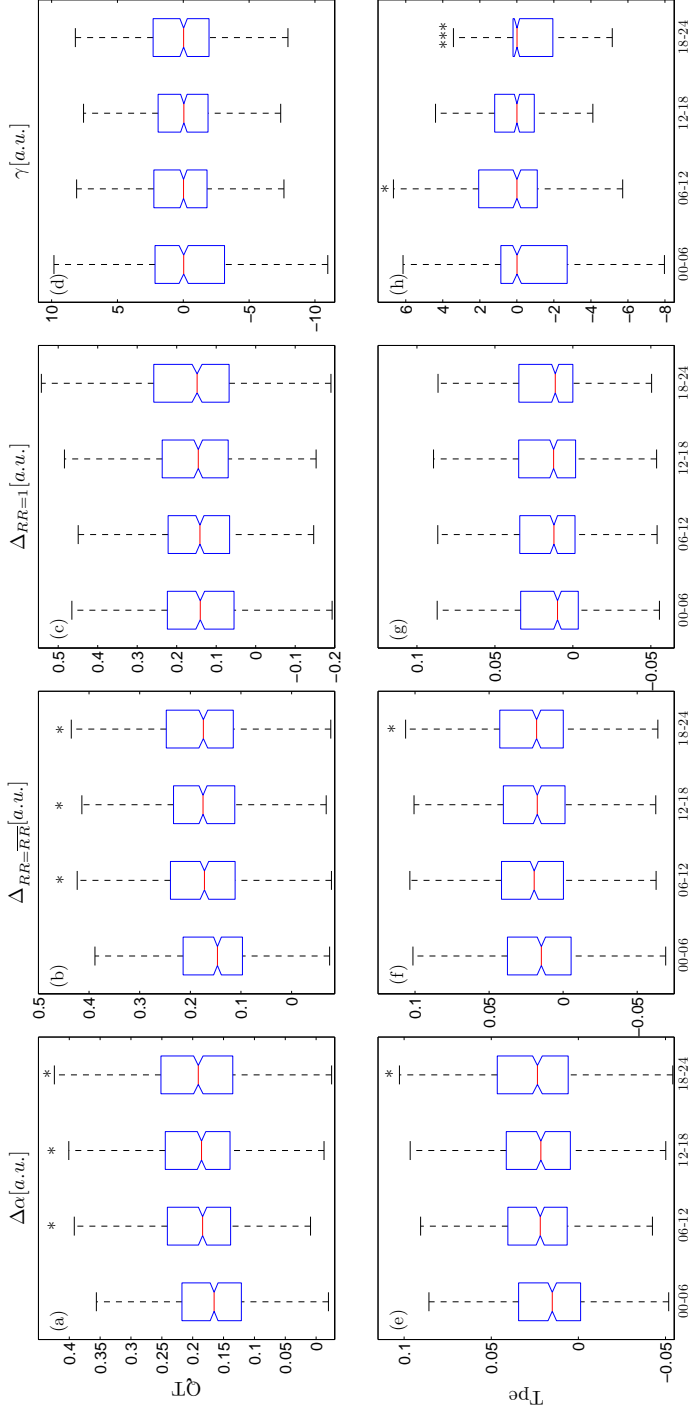 Δα[a.u.]
QT
(a)
* * *
0.4
0.35
0.3
0.25
0.2
0.15
0.1
0.05
0
Δ_{RR=\overline{RR}}[a.u.]
(b)
* * *
0.5
0.4
0.3
0.2
0.1
0
Δ_{RR=1}[a.u.]
(c)
0.5
0.4
0.3
0.2
0.1
0
−0.1
−0.2
γ[a.u.]
(d)
10
5
0
−5
−10
Tpe
(e)
*
0.1
0.05
0
−0.05
00-06 06-12 12-18 18-24
(f)
*
0.1
0.05
0
−0.05
00-06 06-12 12-18 18-24
(g)
0.1
0.05
0
−0.05
00-06 06-12 12-18 18-24
(h)
* ***
6
4
2
0
−2
−4
−6
−8
00-06 06-12 12-18 18-24